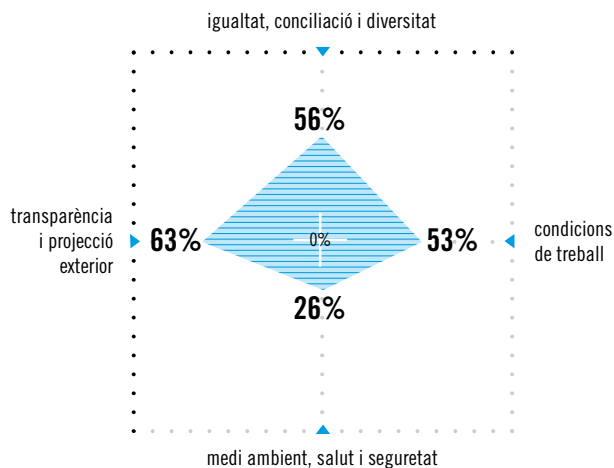 igualtat, conciliació i diversitat
56%
transparència
i projecció
exterior
63%
0%
53%
condicions
de treball
26%
medi ambient, salut i seguretat